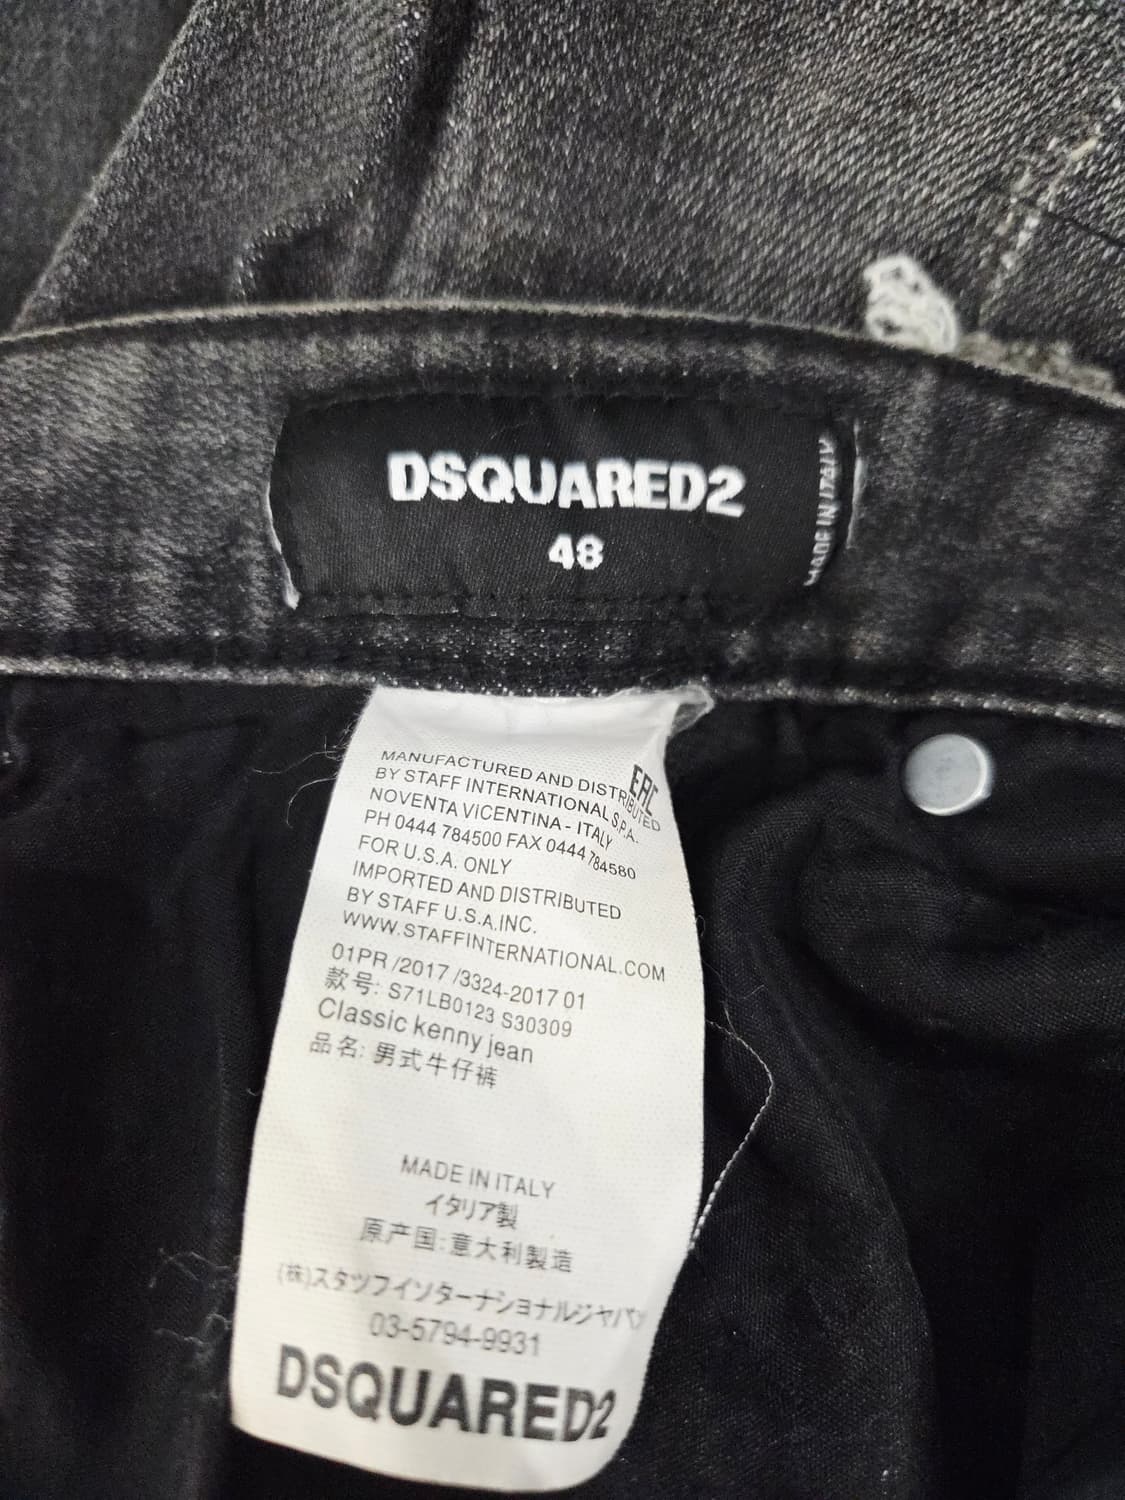 DSQUARED2
48
MADE IN ITALY
EAC
MANUFACTURED AND DISTRIBUTED
BY STAFF INTERNATIONAL S.P.A.
NOVENTA VICENTINA - ITALY
PH 0444 784500 FAX 0444 784580
FOR U.S.A. ONLY
IMPORTED AND DISTRIBUTED
BY STAFF U.S.A.INC.
WWW.STAFFINTERNATIONAL.COM
01PR /2017 /3324-2017 01
款号: S71LB0123 S30309
Classic kenny jean
品名: 男式牛仔裤
MADE IN ITALY
イタリア製
原产国:意大利製造
(株)スタッフインターナショナルジャパン
03-5794-9931
DSQUARED2